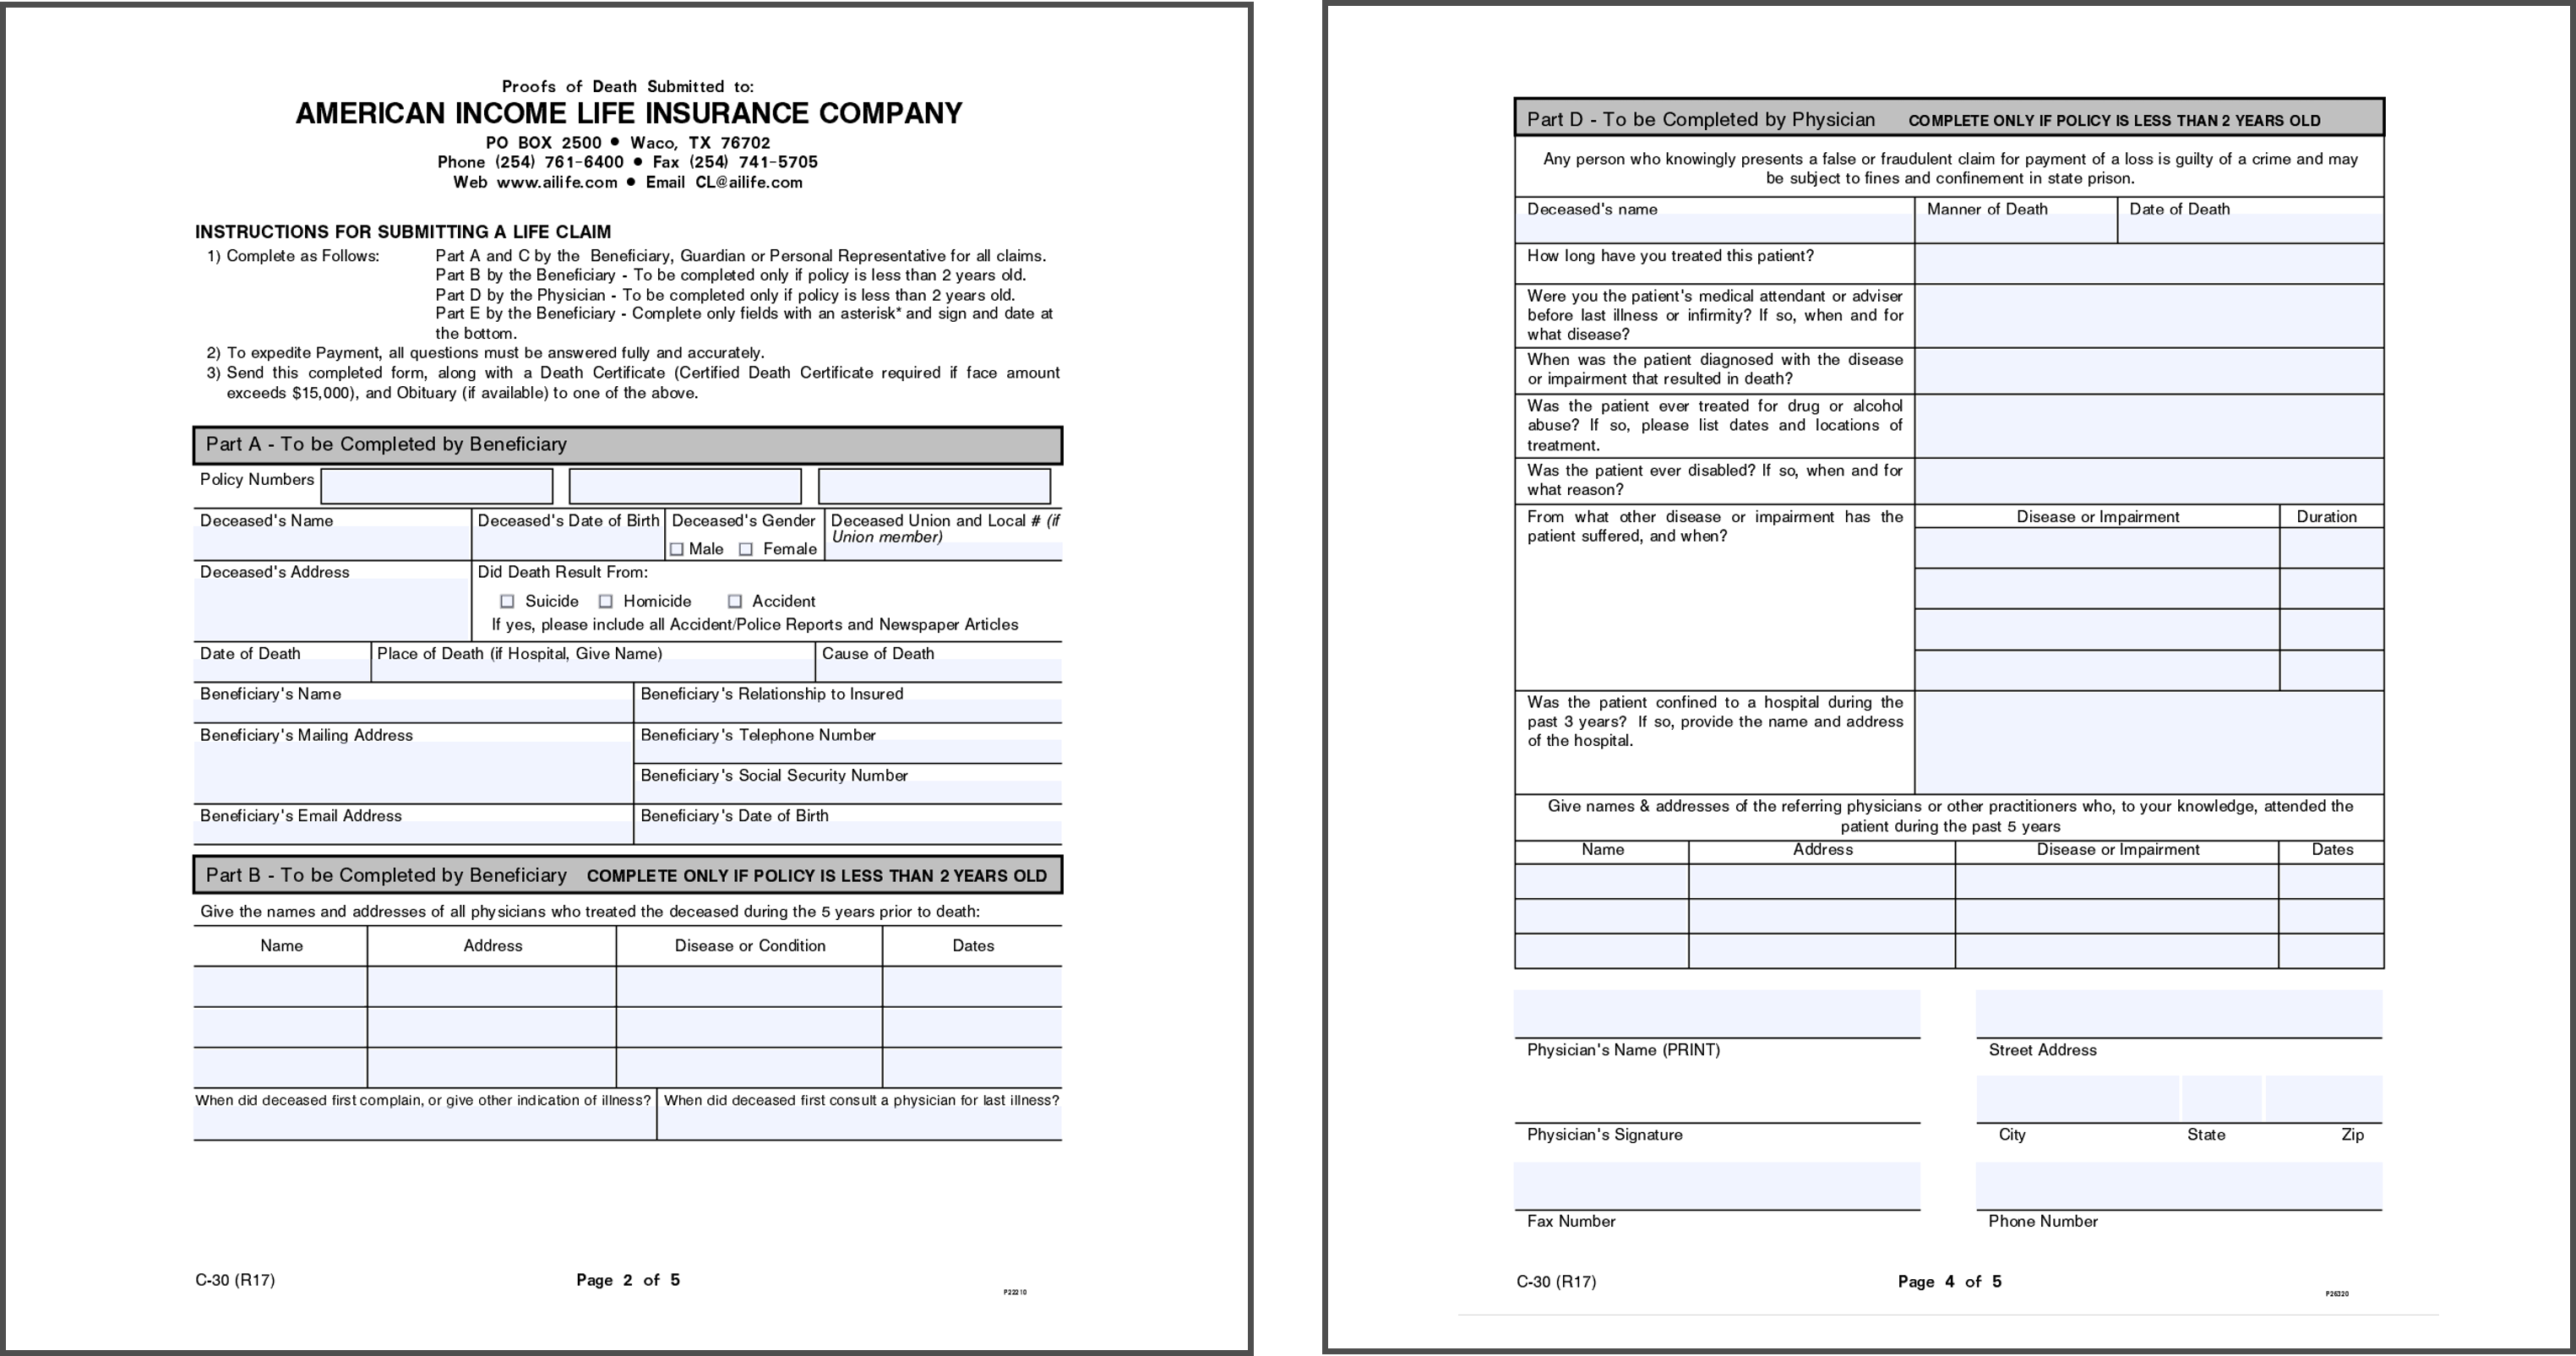 Proofs of Death Submitted to:
AMERICAN INCOME LIFE INSURANCE COMPANY
PO BOX 2500 ● Waco, TX 76702
Phone (254) 761-6400 ● Fax (254) 741-5705
Web www.ailife.com ● Email CL@ailife.com
INSTRUCTIONS FOR SUBMITTING A LIFE CLAIM
1) Complete as Follows: Part A and C by the Beneficiary, Guardian or Personal Representative for all claims.
Part B by the Beneficiary - To be completed only if policy is less than 2 years old.
Part D by the Physician - To be completed only if policy is less than 2 years old.
Part E by the Beneficiary - Complete only fields with an asterisk* and sign and date at
the bottom.
2) To expedite Payment, all questions must be answered fully and accurately.
3) Send this completed form, along with a Death Certificate (Certified Death Certificate required if face amount
exceeds $15,000), and Obituary (if available) to one of the above.
Part A - To be Completed by Beneficiary
Policy Numbers
Deceased's Name Deceased's Date of Birth Deceased's Gender Deceased Union and Local # (if
Union member)
Male Female
Deceased's Address Did Death Result From:
Suicide Homicide Accident
If yes, please include all Accident/Police Reports and Newspaper Articles
Date of Death Place of Death (if Hospital, Give Name) Cause of Death
Beneficiary's Name Beneficiary's Relationship to Insured
Beneficiary's Mailing Address Beneficiary's Telephone Number
Beneficiary's Social Security Number
Beneficiary's Email Address Beneficiary's Date of Birth
Part B - To be Completed by Beneficiary COMPLETE ONLY IF POLICY IS LESS THAN 2 YEARS OLD
Give the names and addresses of all physicians who treated the deceased during the 5 years prior to death:
Name Address Disease or Condition Dates
When did deceased first complain, or give other indication of illness? When did deceased first consult a physician for last illness?
C-30 (R17) Page 2 of 5
P22210
Part D - To be Completed by Physician COMPLETE ONLY IF POLICY IS LESS THAN 2 YEARS OLD
Any person who knowingly presents a false or fraudulent claim for payment of a loss is guilty of a crime and may
be subject to fines and confinement in state prison.
Deceased's name Manner of Death Date of Death
How long have you treated this patient?
Were you the patient's medical attendant or adviser
before last illness or infirmity? If so, when and for
what disease?
When was the patient diagnosed with the disease
or impairment that resulted in death?
Was the patient ever treated for drug or alcohol
abuse? If so, please list dates and locations of
treatment.
Was the patient ever disabled? If so, when and for
what reason?
From what other disease or impairment has the
patient suffered, and when?
Disease or Impairment Duration
Was the patient confined to a hospital during the
past 3 years? If so, provide the name and address
of the hospital.
Give names & addresses of the referring physicians or other practitioners who, to your knowledge, attended the
patient during the past 5 years
Name Address Disease or Impairment Dates
Physician's Name (PRINT) Street Address
Physician's Signature City State Zip
Fax Number Phone Number
C-30 (R17) Page 4 of 5
P26320